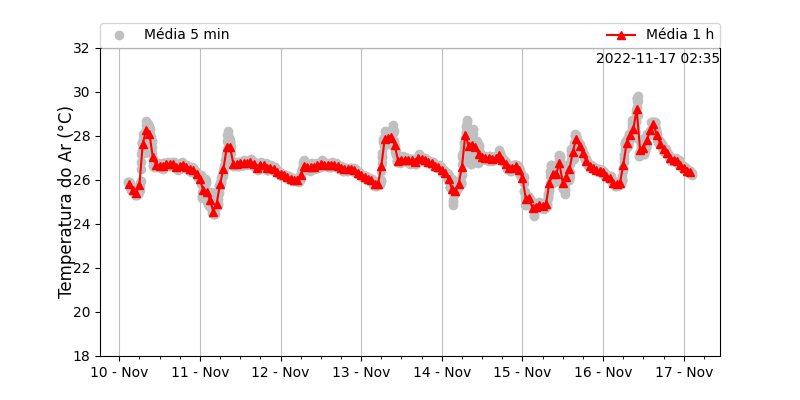 Média 5 min
Média 1 h
2022-11-17 02:35
Temperatura do Ar (°C)
32
30
28
26
24
22
20
18
10 - Nov
11 - Nov
12 - Nov
13 - Nov
14 - Nov
15 - Nov
16 - Nov
17 - Nov